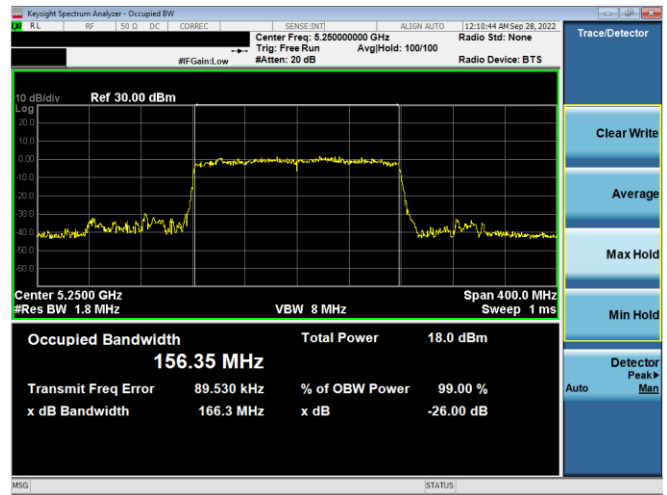 Keysight Spectrum Analyzer - Occupied BW
RL RF 50 Ω DC CORREC SENSE:INT ALIGN AUTO 12:10:44 AM Sep 28, 2022
Center Freq: 5.250000000 GHz Radio Std: None
Trig: Free Run Avg|Hold: 100/100
#IFGain:Low #Atten: 20 dB Radio Device: BTS
Trace/Detector
10 dB/div Ref 30.00 dBm
Log
20.0
10.0
0.00
-10.0
-20.0
-30.0
-40.0
-50.0
-60.0
Center 5.2500 GHz Span 400.0 MHz
#Res BW 1.8 MHz VBW 8 MHz Sweep 1 ms
Occupied Bandwidth Total Power 18.0 dBm
156.35 MHz
Transmit Freq Error 89.530 kHz % of OBW Power 99.00 %
x dB Bandwidth 166.3 MHz x dB -26.00 dB
Clear Write
Average
Max Hold
Min Hold
Detector
Peak▶
Auto Man
MSG STATUS